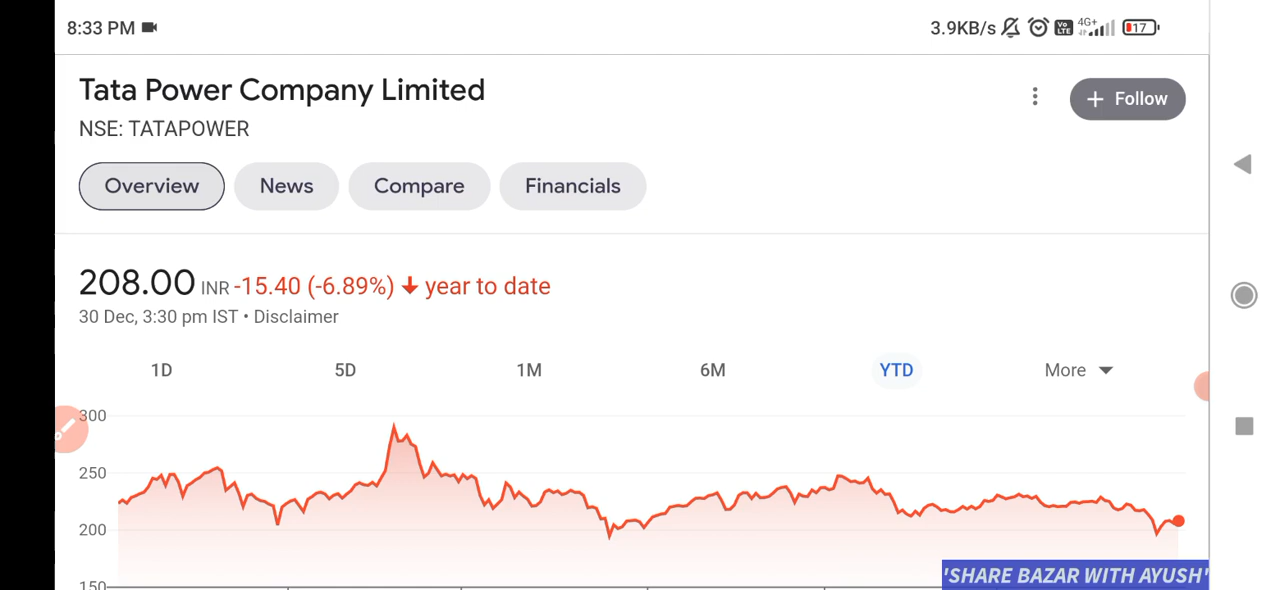 8:33 PM
3.9KB/s
Vo LTE
4G+
17
Tata Power Company Limited
+ Follow
NSE: TATAPOWER
Overview
News
Compare
Financials
208.00 INR -15.40 (-6.89%) ↓ year to date
30 Dec, 3:30 pm IST • Disclaimer
1D
5D
1M
6M
YTD
More
300
250
200
150
'SHARE BAZAR WITH AYUSH'